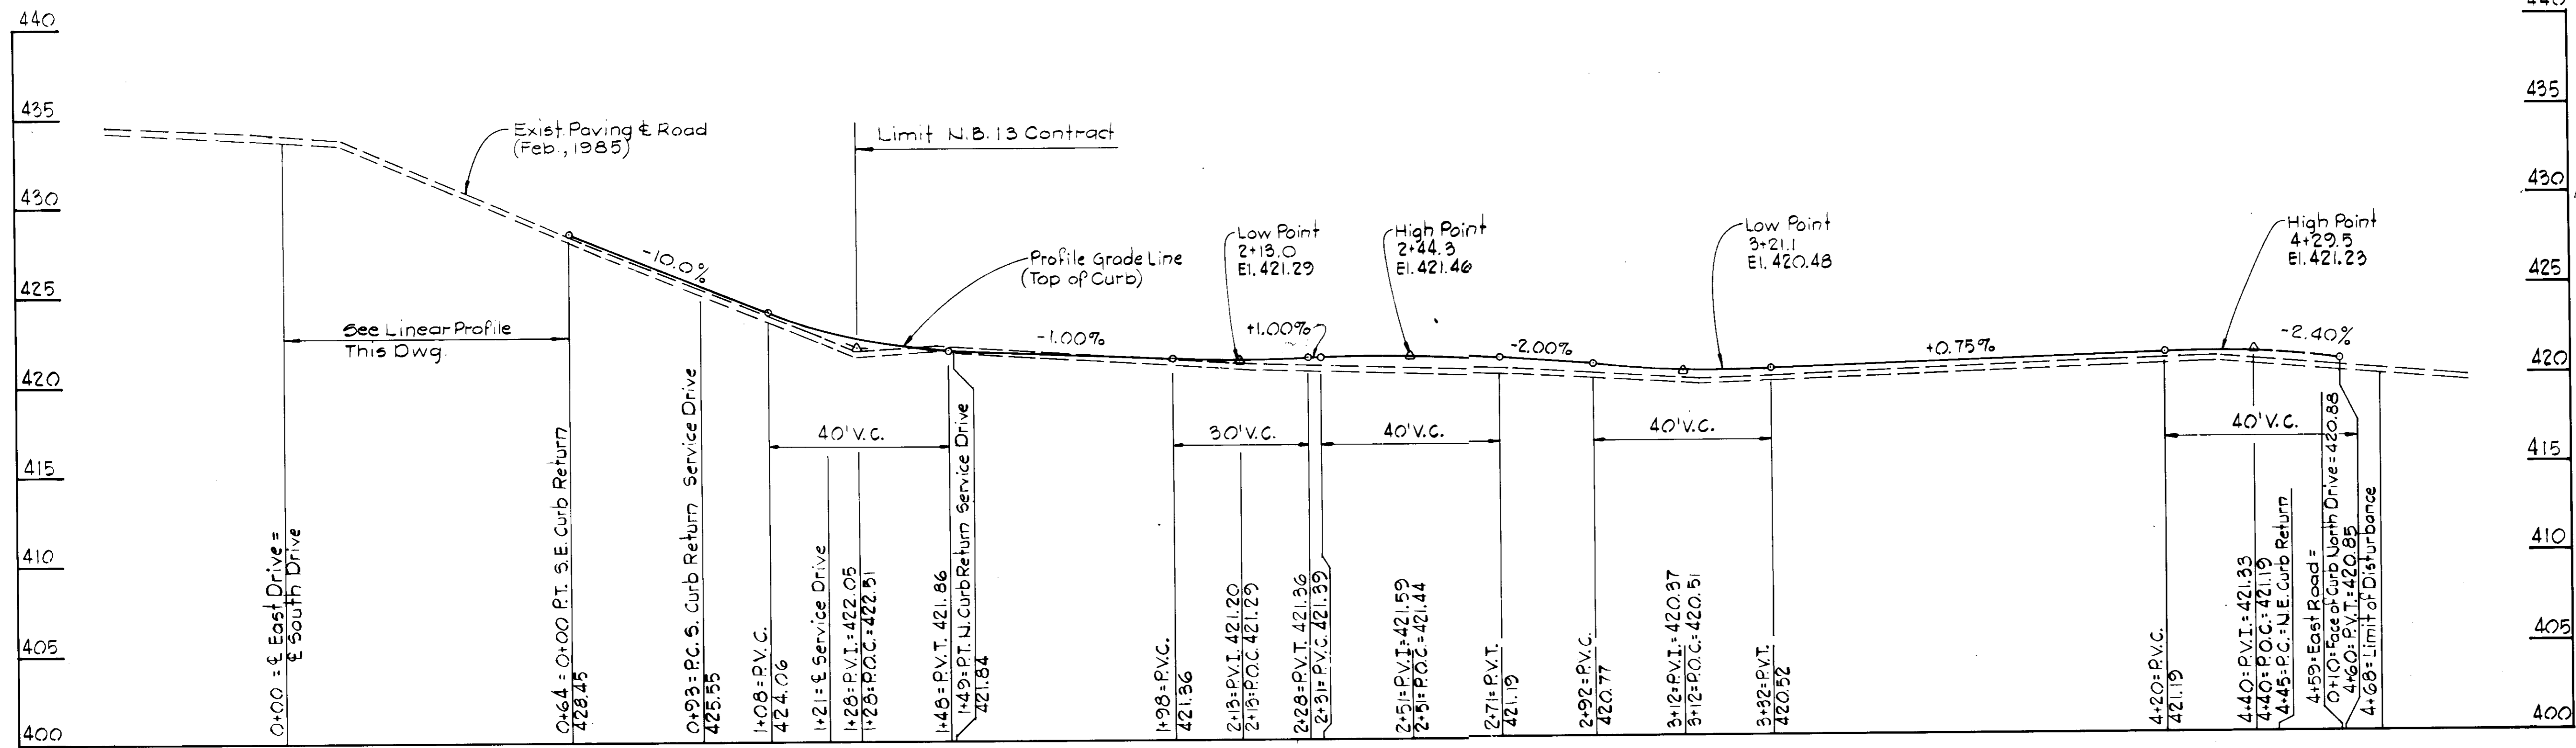 440
435
430
425
420
415
410
405
400
440
435
430
425
420
415
410
405
400
Exist. Paving ℄ Road
(Feb., 1985)
Limit N.B. 13 Contract
-10.0%
See Linear Profile
This Dwg.
Profile Grade Line
(Top of Curb)
-1.00%
Low Point
2+13.0
El. 421.29
+1.00%
High Point
2+44.3
El. 421.46
-2.00%
Low Point
3+21.1
El. 420.48
+0.75%
High Point
4+29.5
El. 421.23
-2.40%
40' V.C.
30' V.C.
40' V.C.
40' V.C.
40' V.C.
0+00 = ℄ East Drive =
℄ South Drive
0+64 = 0+00 P.T. S.E. Curb Return
428.45
0+93 = P.C. S. Curb Return Service Drive
425.55
1+08 = P.V.C.
424.06
1+21 = ℄ Service Drive
1+28 = P.V.I. = 422.05
1+28 = P.O.C. = 422.51
1+48 = P.V.T. 421.86
1+49 = P.T. N. Curb Return Service Drive
421.84
1+98 = P.V.C.
421.36
2+13 = P.V.I. 421.20
2+13 = P.O.C. 421.29
2+28 = P.V.T. 421.36
2+31 = P.V.C. 421.39
2+51 = P.V.I. = 421.59
2+51 = P.O.C. = 421.44
2+71 = P.V.T.
421.19
2+92 = P.V.C.
420.77
3+12 = P.V.I. = 420.37
3+12 = P.O.C. = 420.51
3+32 = P.V.T.
420.52
4+20 = P.V.C.
421.19
4+40 = P.V.I. = 421.33
4+40 = P.O.C. = 421.19
4+45 = P.C. = N.E. Curb Return
4+59 = East Road =
0+10 = Face of Curb North Drive = 420.88
4+60 = P.V.T. = 420.85
4+68 = Limit of Disturbance